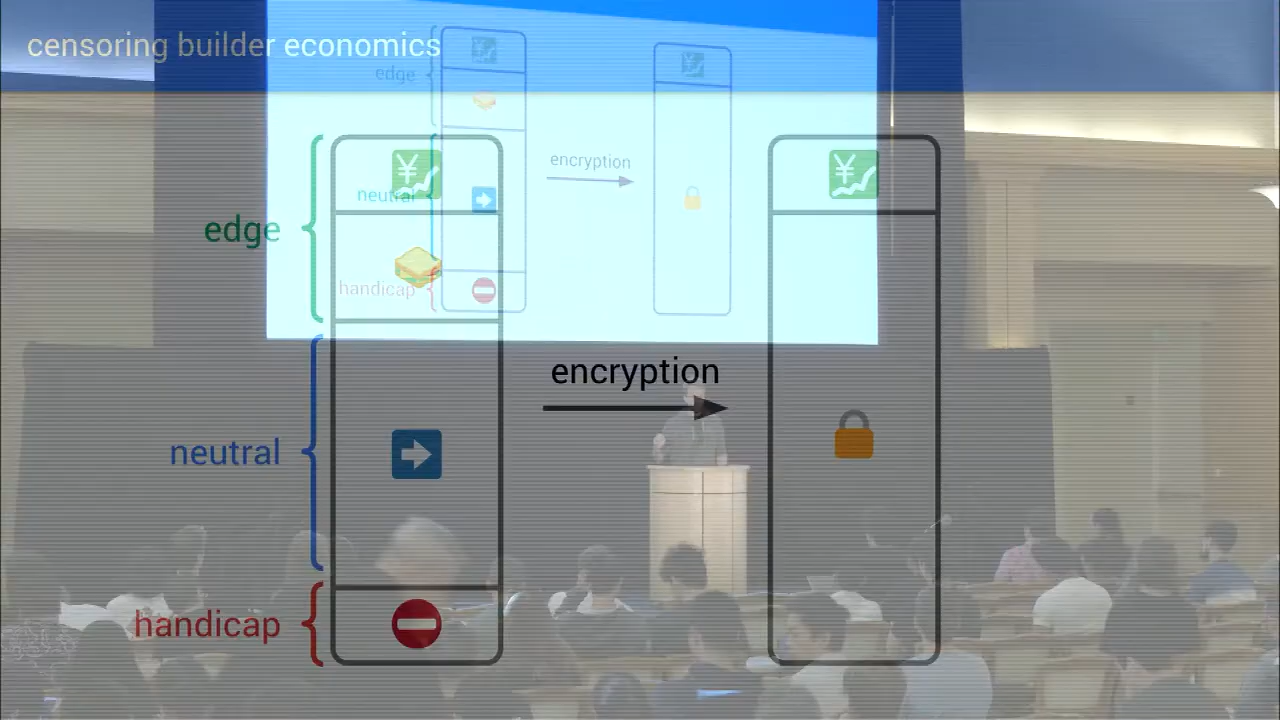 censoring builder economics
edge
neutral
handicap
encryption
edge
neutral
handicap
encryption